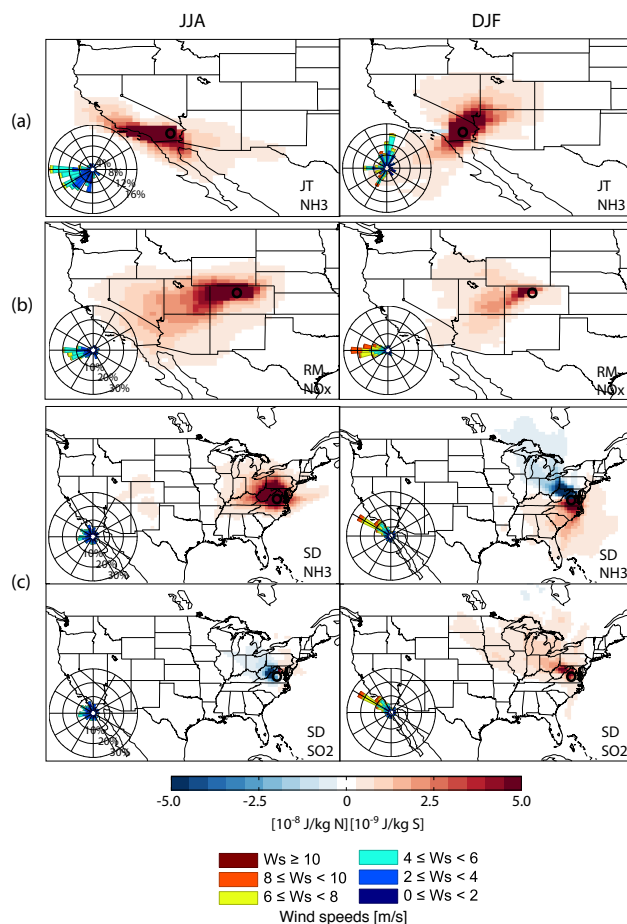 JJA DJF
(a)
4%
8%
12%
16%
JT
NH3
JT
NH3
(b)
10%
20%
30%
RM
NOx
RM
NOx
(c)
10%
20%
30%
SD
NH3
SD
NH3
10%
20%
30%
SD
SO2
SD
SO2
-5.0 -2.5 0 2.5 5.0
[10⁻⁸ J/kg N][10⁻⁹ J/kg S]
Ws ≥ 10 4 ≤ Ws < 6
8 ≤ Ws < 10 2 ≤ Ws < 4
6 ≤ Ws < 8 0 ≤ Ws < 2
Wind speeds [m/s]